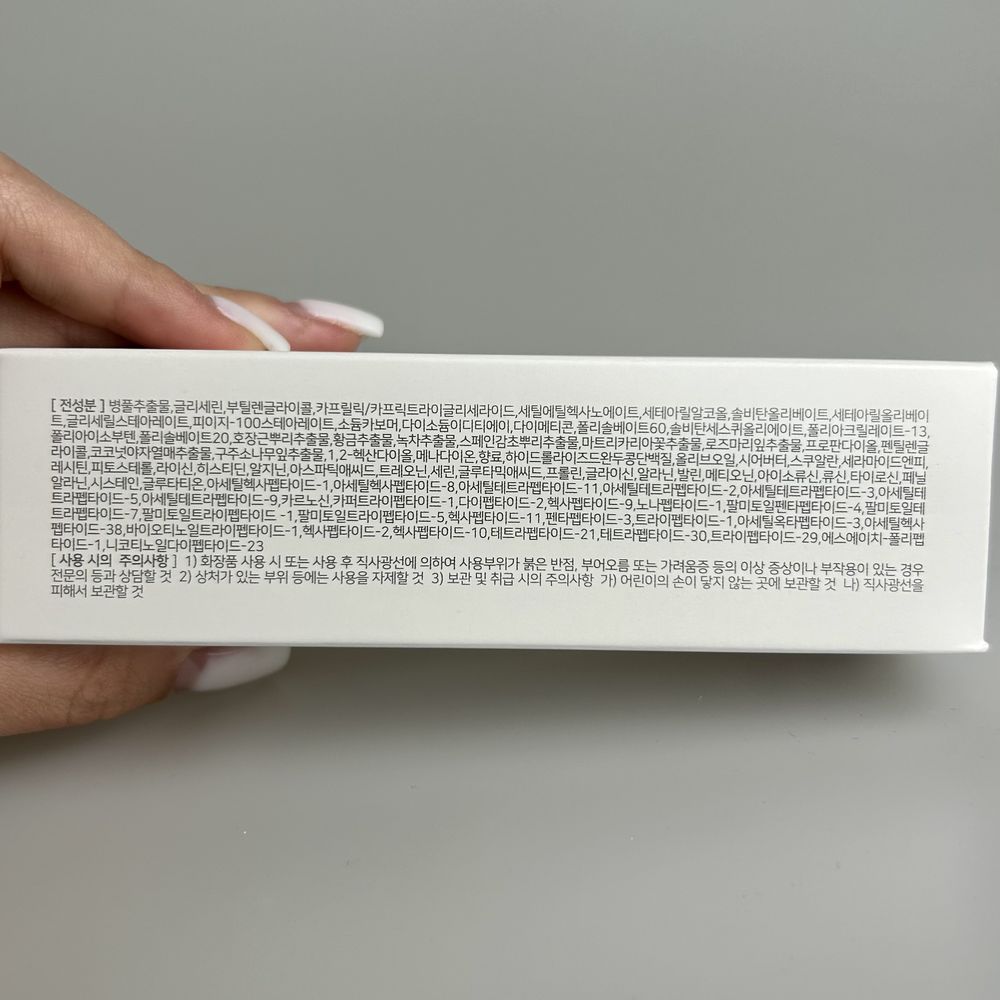 [ 전성분 ] 병풀추출물,글리세린,부틸렌글라이콜,카프릴릭/카프릭트라이글리세라이드,세틸에틸헥사노에이트,세테아릴알코올,솔비탄올리베이트,세테아릴올리베이
트,글리세릴스테아레이트,피이지-100스테아레이트,소듐카보머,다이소듐이디티에이,다이메티콘,폴리솔베이트60,솔비탄세스퀴올리에이트,폴리아크릴레이트-13,
폴리아이소부텐,폴리솔베이트20,호장근뿌리추출물,황금추출물,녹차추출물,스페인감초뿌리추출물,마트리카리아꽃추출물,로즈마리잎추출물,프로판다이올,펜틸렌글
라이콜,코코넛야자열매추출물,구주소나무잎추출물,1,2-헥산다이올,메나다이온,향료,하이드롤라이즈드완두콩단백질,올리브오일,시어버터,스쿠알란,세라마이드엔피,
레시틴,피토스테롤,라이신,히스티딘,알지닌,아스파틱애씨드,트레오닌,세린,글루타믹애씨드,프롤린,글라이신,알라닌,발린,메티오닌,아이소류신,류신,타이로신,페닐
알라닌,시스테인,글루타티온,아세틸헥사펩타이드-1,아세틸헥사펩타이드-8,아세틸테트라펩타이드-11,아세틸테트라펩타이드-2,아세틸테트라펩타이드-3,아세틸테
트라펩타이드-5,아세틸테트라펩타이드-9,카르노신,카퍼트라이펩타이드-1,다이펩타이드-2,헥사펩타이드-9,노나펩타이드-1,팔미토일펜타펩타이드-4,팔미토일테
트라펩타이드-7,팔미토일트라이펩타이드 -1,팔미토일트라이펩타이드-5,헥사펩타이드-11,펜타펩타이드-3,트라이펩타이드-1,아세틸옥타펩타이드-3,아세틸헥사
펩타이드-38,바이오티노일트라이펩타이드-1,헥사펩타이드-2,헥사펩타이드-10,테트라펩타이드-21,테트라펩타이드-30,트라이펩타이드-29,에스에이치-폴리펩
타이드-1,니코티노일다이펩타이드-23
[ 사용 시의 주의사항 ] 1) 화장품 사용 시 또는 사용 후 직사광선에 의하여 사용부위가 붉은 반점, 부어오름 또는 가려움증 등의 이상 증상이나 부작용이 있는 경우
전문의 등과 상담할 것 2) 상처가 있는 부위 등에는 사용을 자제할 것 3) 보관 및 취급 시의 주의사항 가) 어린이의 손이 닿지 않는 곳에 보관할 것 나) 직사광선을
피해서 보관할 것